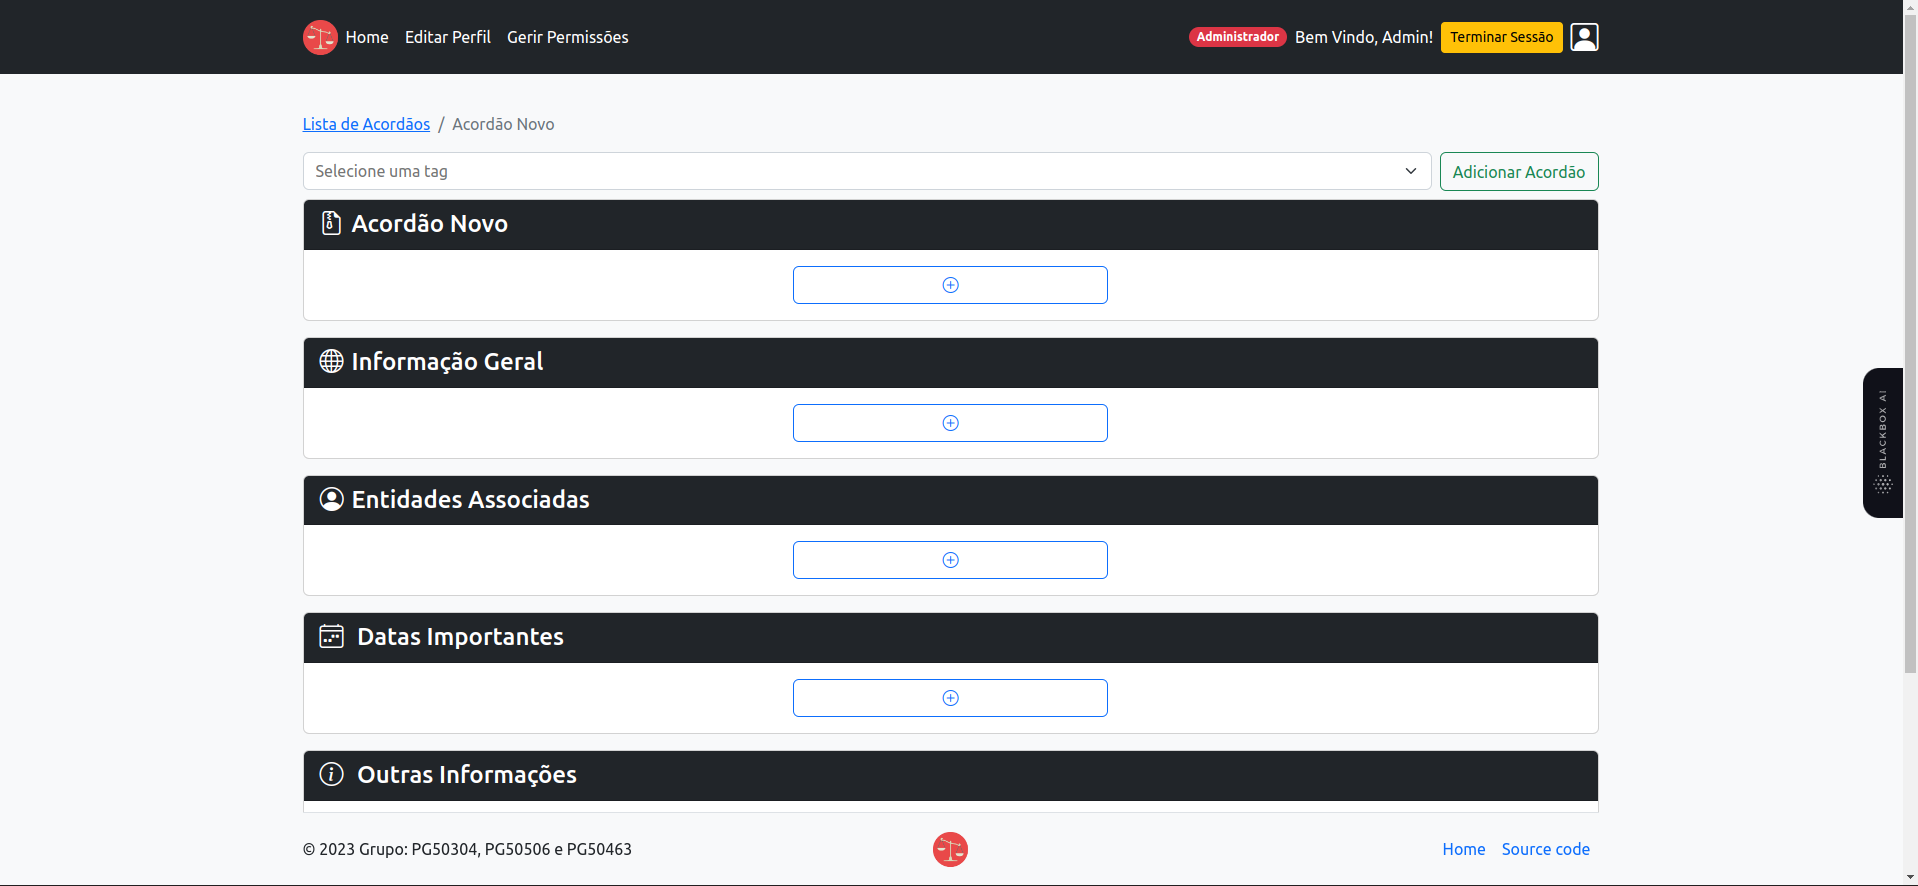 Home Editar Perfil Gerir Permissões Administrador Bem Vindo, Admin! Terminar Sessão
Lista de Acordãos / Acordão Novo
Selecione uma tag Adicionar Acordão
Acordão Novo
Informação Geral
Entidades Associadas
Datas Importantes
Outras Informações
BLACKBOX AI
© 2023 Grupo: PG50304, PG50506 e PG50463 Home Source code